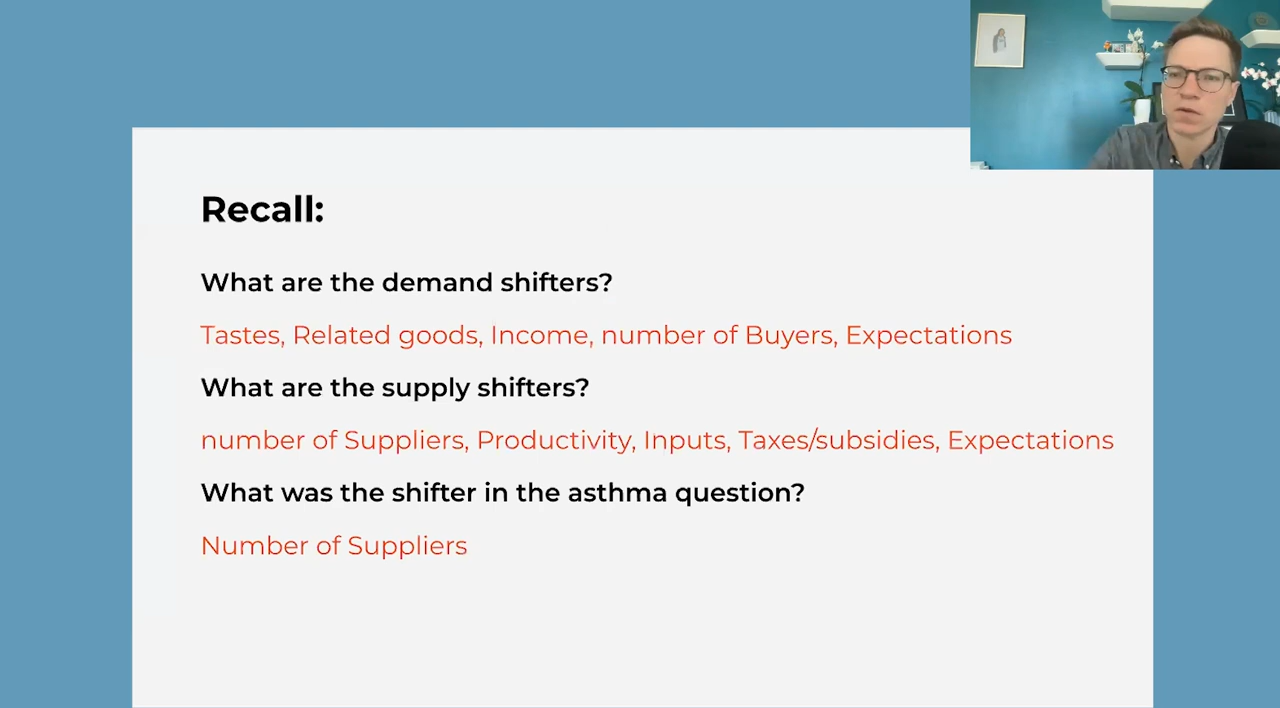 Recall:
What are the demand shifters?
Tastes, Related goods, Income, number of Buyers, Expectations
What are the supply shifters?
number of Suppliers, Productivity, Inputs, Taxes/subsidies, Expectations
What was the shifter in the asthma question?
Number of Suppliers